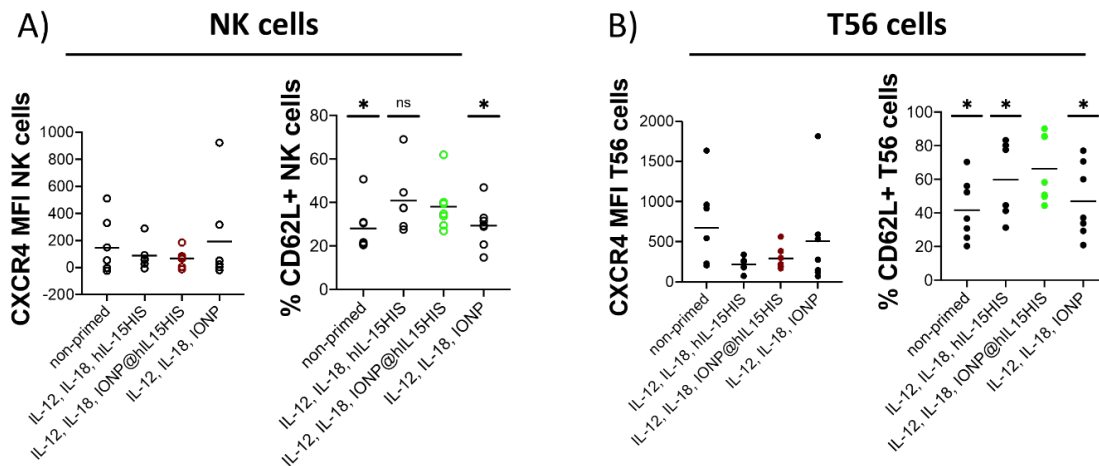 A)
NK cells
B)
T56 cells
CXCR4 MFI NK cells
1000
800
600
400
200
0
-200
non-primed
IL-12, IL-18, hIL-15HIS
IL-12, IL-18, IONP@hIL15HIS
IL-12, IL-18, IONP
% CD62L+ NK cells
* ns *
80
60
40
20
0
non-primed
IL-12, IL-18, hIL-15HIS
IL-12, IL-18, IONP@hIL15HIS
IL-12, IL-18, IONP
CXCR4 MFI T56 cells
2000
1500
1000
500
0
non-primed
IL-12, IL-18, hIL-15HIS
IL-12, IL-18, IONP@hIL15HIS
IL-12, IL-18, IONP
% CD62L+ T56 cells
* * *
100
80
60
40
20
0
non-primed
IL-12, IL-18, hIL-15HIS
IL-12, IL-18, IONP@hIL15HIS
IL-12, IL-18, IONP